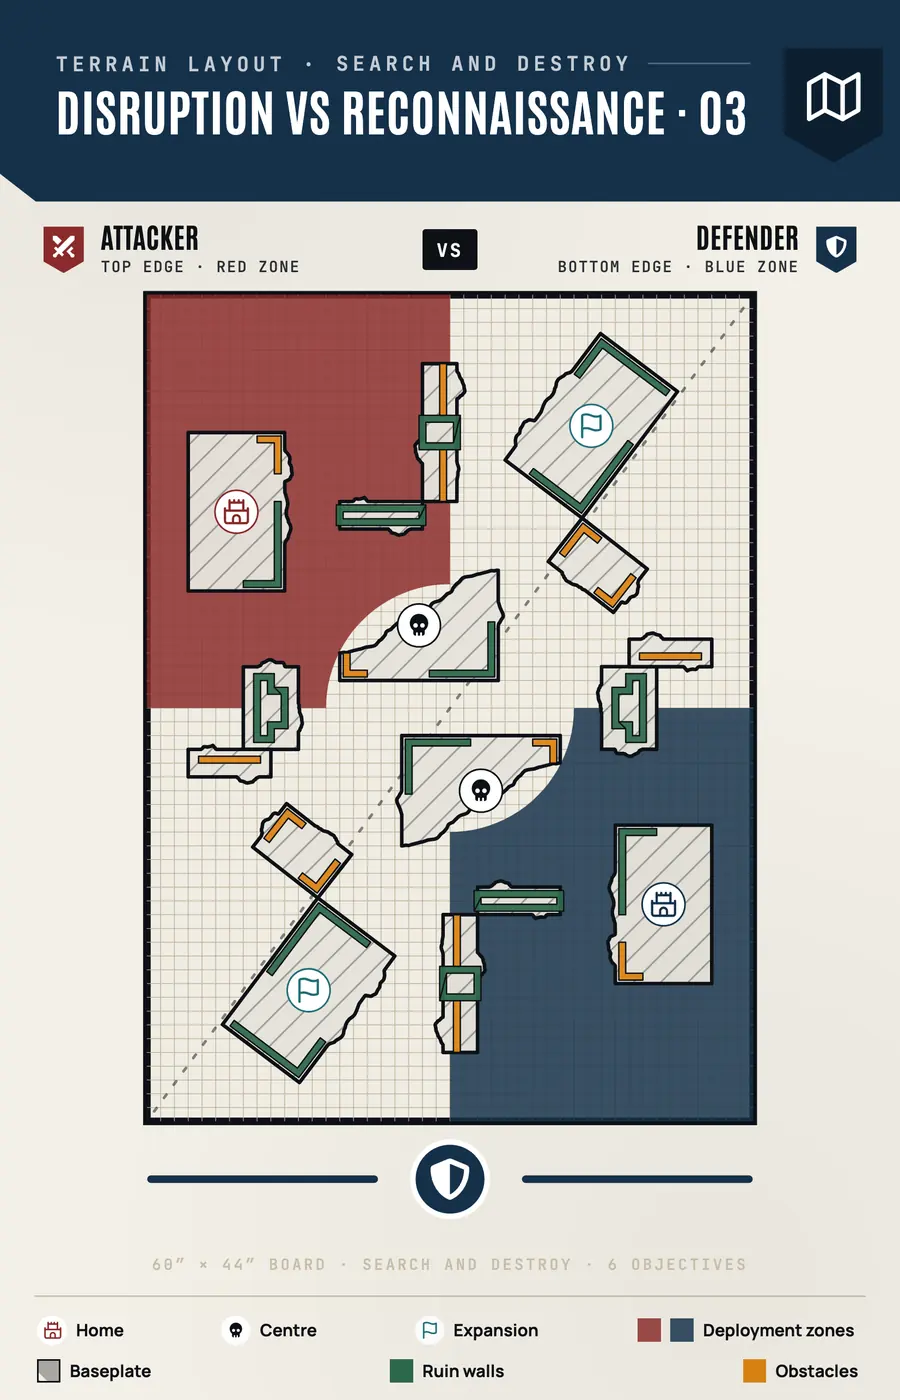 TERRAIN LAYOUT · SEARCH AND DESTROY
DISRUPTION VS RECONNAISSANCE · 03
ATTACKER
TOP EDGE · RED ZONE
VS
DEFENDER
BOTTOM EDGE · BLUE ZONE
60″ × 44″ BOARD · SEARCH AND DESTROY · 6 OBJECTIVES
Home
Centre
Expansion
Deployment zones
Baseplate
Ruin walls
Obstacles